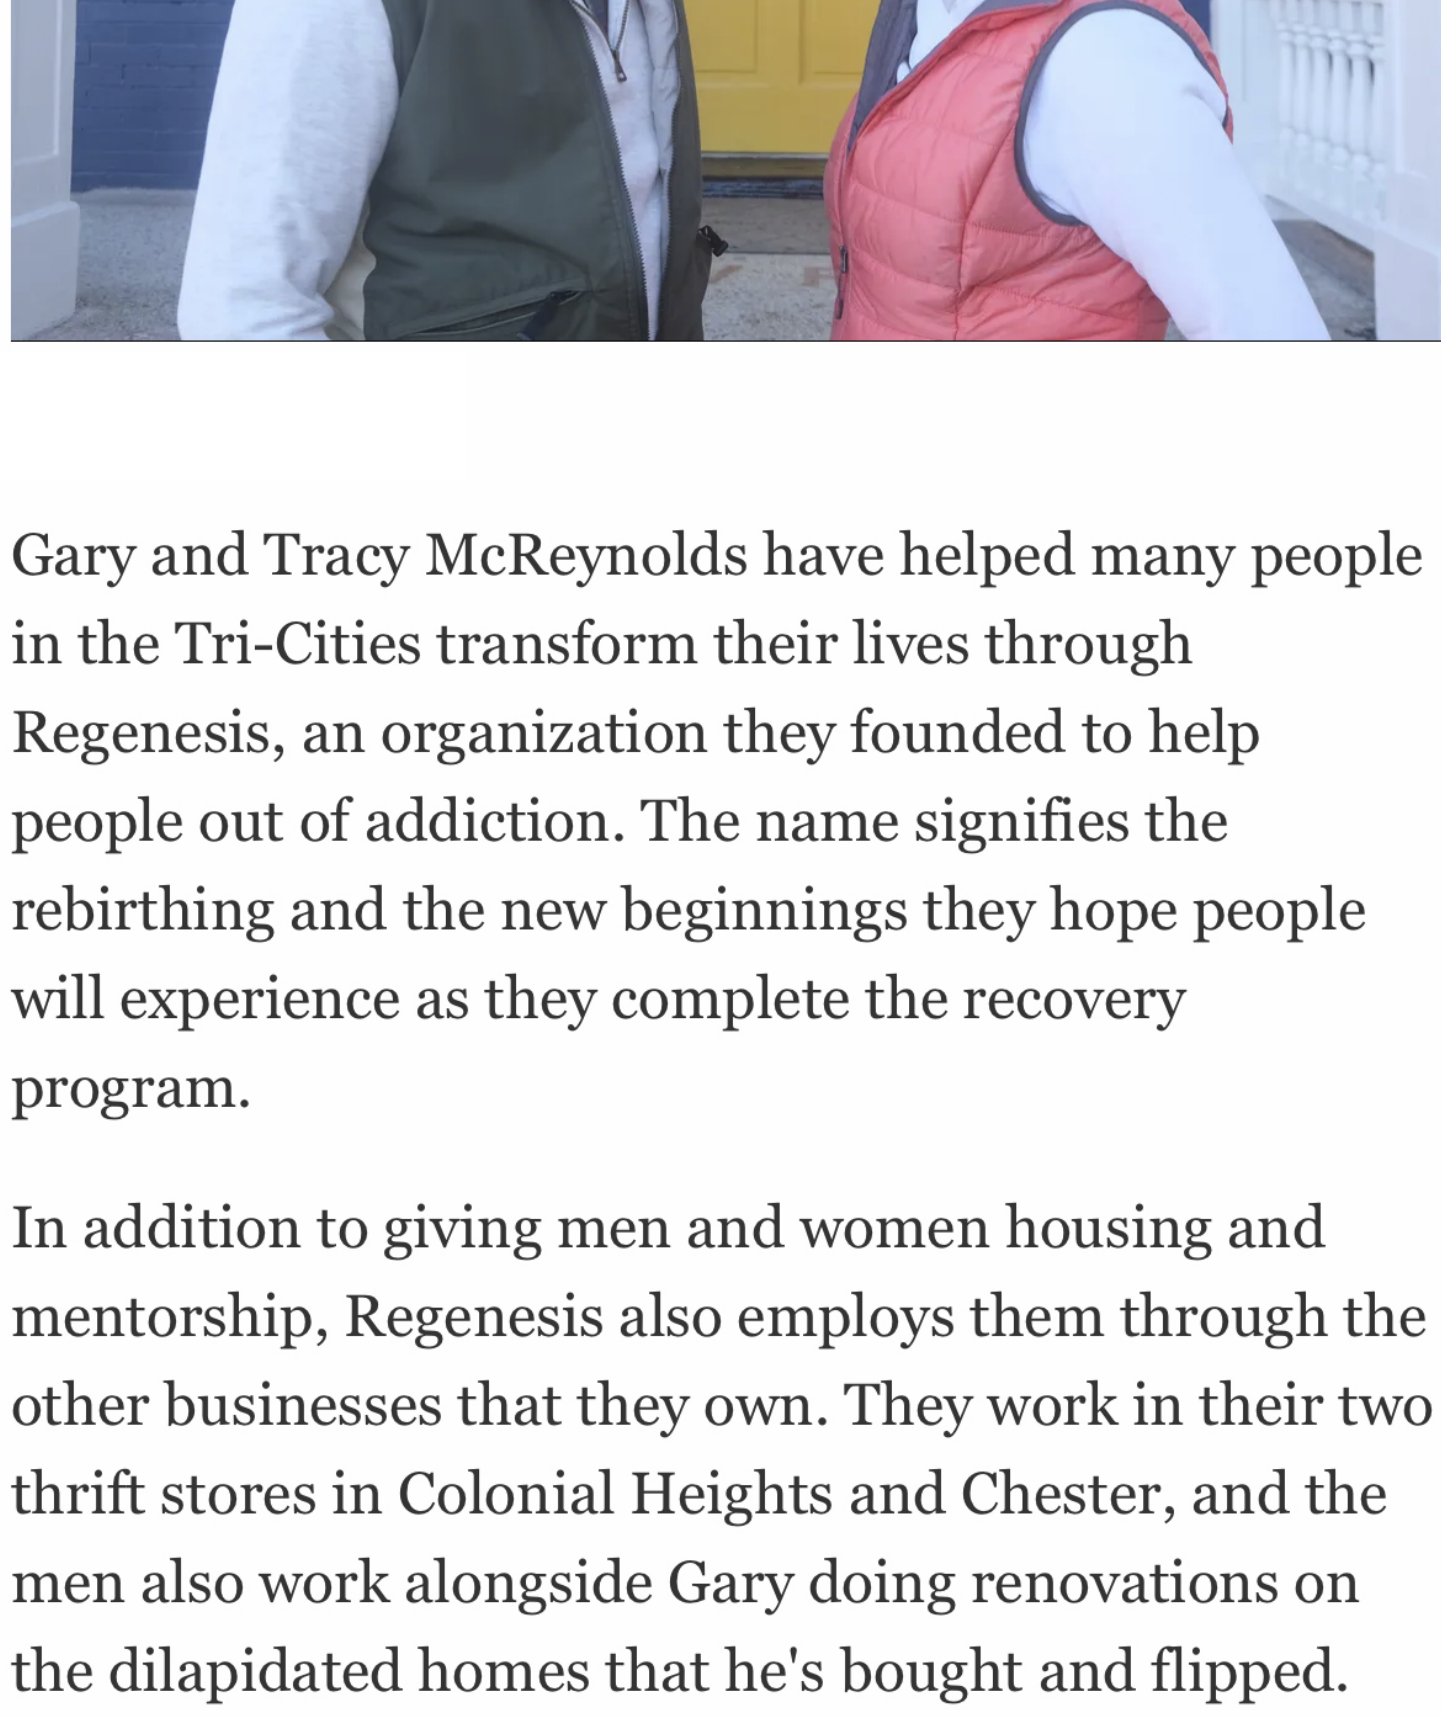 Gary and Tracy McReynolds have helped many people
in the Tri-Cities transform their lives through
Regenesis, an organization they founded to help
people out of addiction. The name signifies the
rebirthing and the new beginnings they hope people
will experience as they complete the recovery
program.
In addition to giving men and women housing and
mentorship, Regenesis also employs them through the
other businesses that they own. They work in their two
thrift stores in Colonial Heights and Chester, and the
men also work alongside Gary doing renovations on
the dilapidated homes that he's bought and flipped.